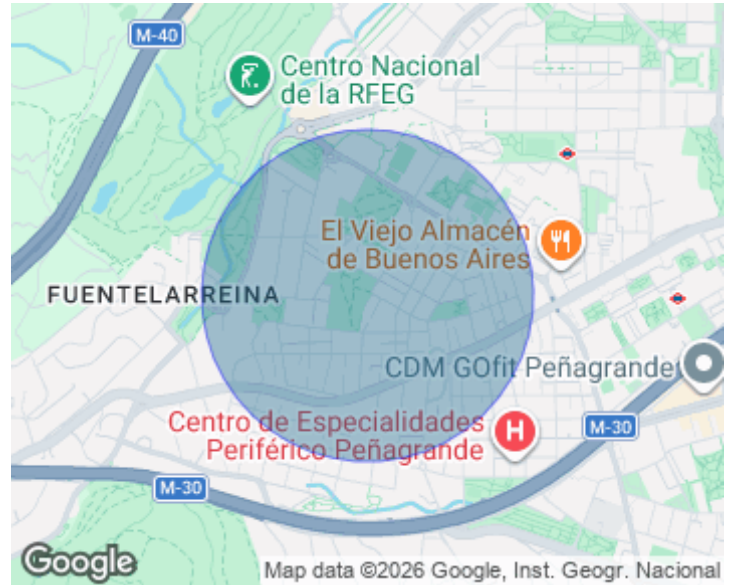 M-40
Centro Nacional
de la RFEG
El Viejo Almacén
de Buenos Aires
FUENTELARREINA
CDM GOfit Peñagrande
Centro de Especialidades
Periférico Peñagrande
H
M-30
M-30
Google
Map data ©2026 Google, Inst. Geogr. Nacional